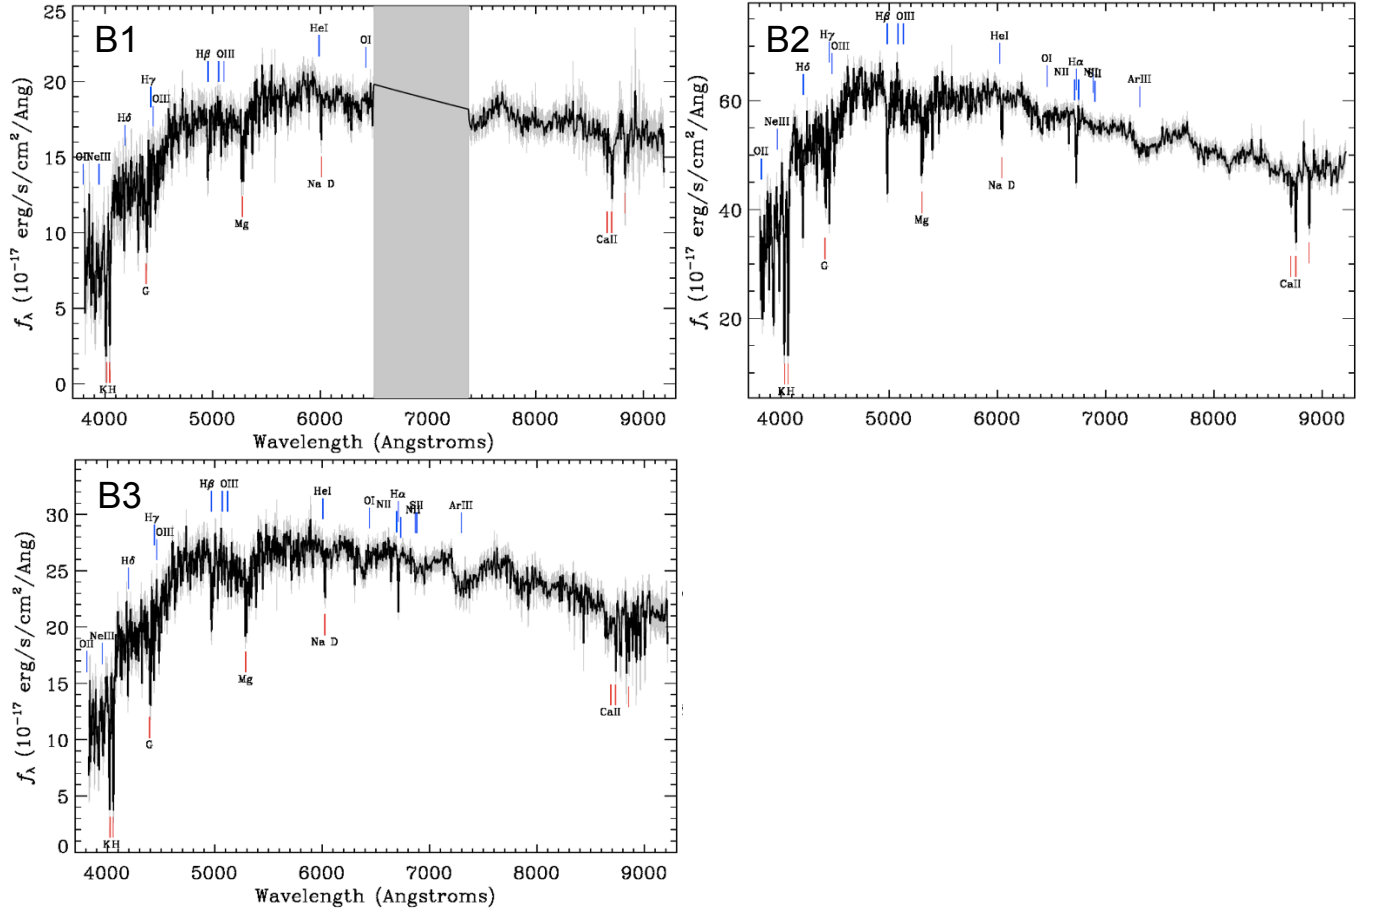 B1
25
20
15
10
5
0
fλ (10⁻¹⁷ erg/s/cm²/Ang)
HeI
OI
Hβ OIII
Hγ
OIII
Hδ
NeIII
Na D
Mg
G
CaII
KH
4000 5000 6000 7000 8000 9000
Wavelength (Angstroms)
B2
60
40
20
fλ (10⁻¹⁷ erg/s/cm²/Ang)
Hβ OIII
Hγ
OIII
HeI
OI
Hα
NII
SII
ArIII
Hδ
NeIII
OII
Na D
Mg
G
CaII
KH
4000 5000 6000 7000 8000 9000
B3
30
25
20
15
10
5
0
fλ (10⁻¹⁷ erg/s/cm²/Ang)
Hβ OIII
HeI
Hα
OI NII SII
NII
ArIII
Hγ
OIII
Hδ
NeIII
OII
Na D
Mg
CaII
G
KH
4000 5000 6000 7000 8000 9000
Wavelength (Angstroms)